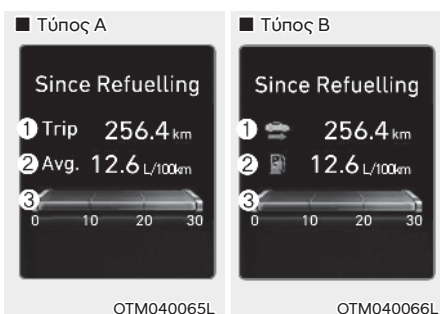 ■ Τύπος A
Since Refuelling
① Trip 256.4 km
② Avg. 12.6 L/100km
③
0 10 20 30
OTM040065L
■ Τύπος B
Since Refuelling
① 256.4 km
② 12.6 L/100km
③
0 10 20 30
OTM040066L